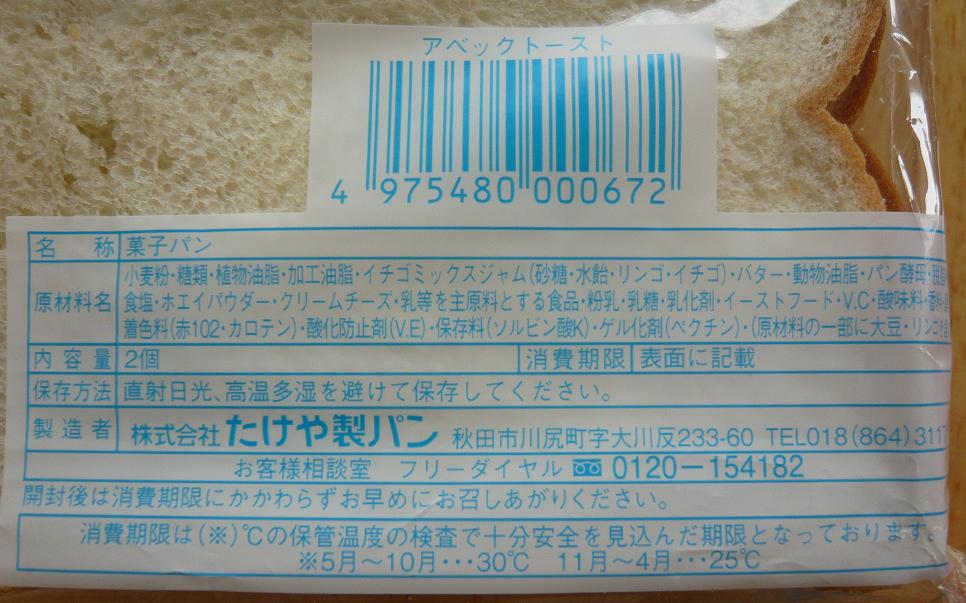 アベックトースト
4 975480 000672
名称 菓子パン
原材料名 小麦粉・糖類・植物油脂・加工油脂・イチゴミックスジャム(砂糖・水飴・リンゴ・イチゴ)・バター・動物油脂・パン酵母・脱脂
食塩・ホエイパウダー・クリームチーズ・乳等を主原料とする食品・粉乳・乳糖・乳化剤・イーストフード・V.C・酸味料・香料・
着色料(赤102・カロテン)・酸化防止剤(V.E)・保存料(ソルビン酸K)・ゲル化剤(ペクチン)・(原材料の一部に大豆・リンゴを含
内容量 2個 消費期限 表面に記載
保存方法 直射日光、高温多湿を避けて保存してください。
製造者 株式会社たけや製パン 秋田市川尻町字大川反233-60 TEL018(864)3117
お客様相談室 フリーダイヤル 0120-154182
開封後は消費期限にかかわらずお早めにお召しあがりください。
消費期限は(※)℃の保管温度の検査で十分安全を見込んだ期限となっております。
※5月~10月・・・30℃ 11月~4月・・・25℃